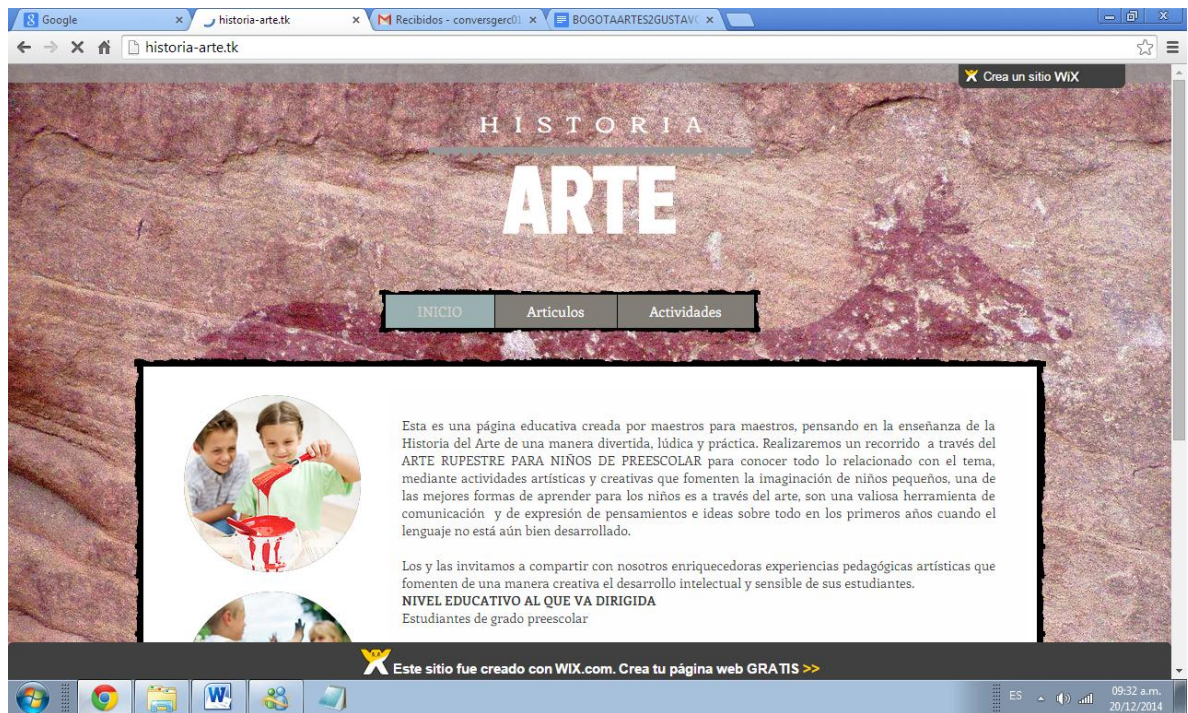 Google
historia-arte.tk
Recibidos - conversgerc01
BOGOTAARTES2GUSTAVO
historia-arte.tk
Crea un sitio WiX
HISTORIA
ARTE
INICIO
Articulos
Actividades
Esta es una página educativa creada por maestros para maestros, pensando en la enseñanza de la
Historia del Arte de una manera divertida, lúdica y práctica. Realizaremos un recorrido a través del
ARTE RUPESTRE PARA NIÑOS DE PREESCOLAR para conocer todo lo relacionado con el tema,
mediante actividades artísticas y creativas que fomenten la imaginación de niños pequeños, una de
las mejores formas de aprender para los niños es a través del arte, son una valiosa herramienta de
comunicación y de expresión de pensamientos e ideas sobre todo en los primeros años cuando el
lenguaje no está aún bien desarrollado.
Los y las invitamos a compartir con nosotros enriquecedoras experiencias pedagógicas artísticas que
fomenten de una manera creativa el desarrollo intelectual y sensible de sus estudiantes.
NIVEL EDUCATIVO AL QUE VA DIRIGIDA
Estudiantes de grado preescolar
Este sitio fue creado con WIX.com. Crea tu página web GRATIS >>
ES
09:32 a.m.
20/12/2014